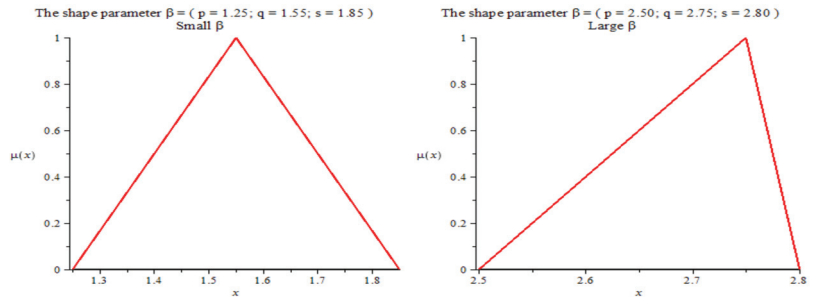 The shape parameter β = ( p = 1.25; q = 1.55; s = 1.85 )
Small β
1
0.8
0.6
μ(x)
0.4
0.2
0
1.3 1.4 1.5 1.6 1.7 1.8
x
The shape parameter β = ( p = 2.50; q = 2.75; s = 2.80 )
Large β
1
0.8
0.6
μ(x)
0.4
0.2
0
2.5 2.6 2.7 2.8
x